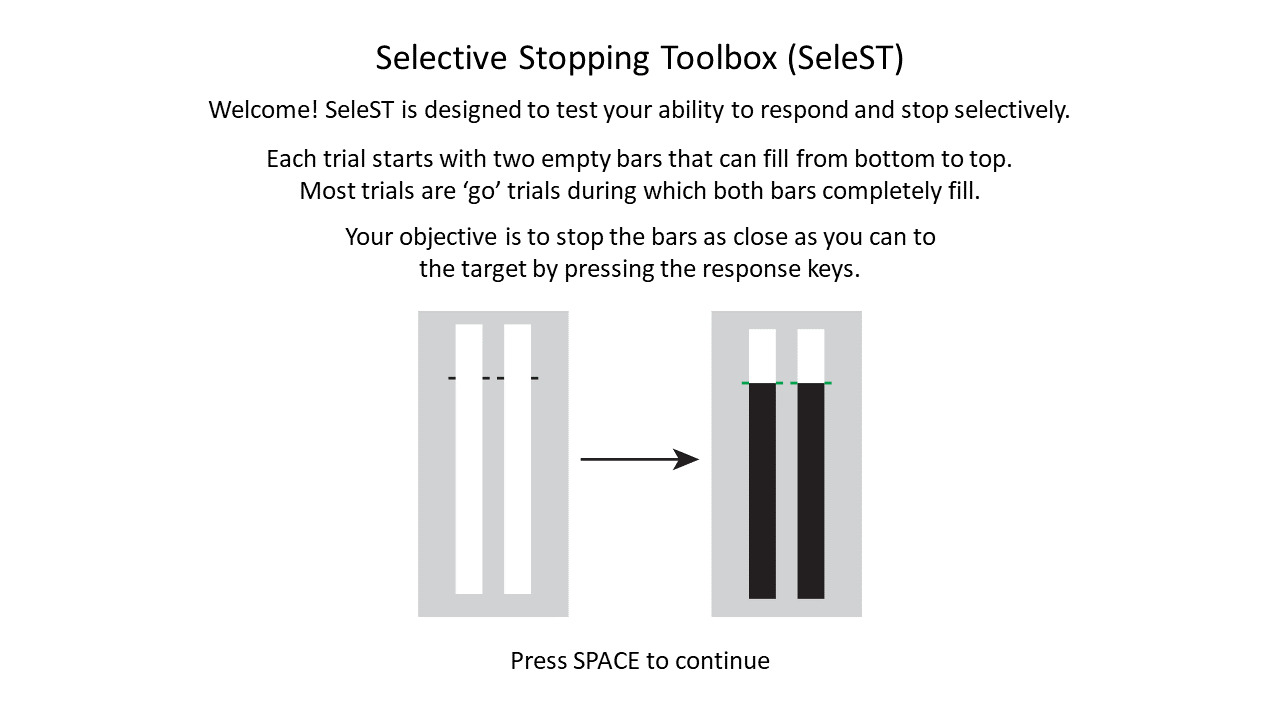 Selective Stopping Toolbox (SeleST)
Welcome! SeleST is designed to test your ability to respond and stop selectively.
Each trial starts with two empty bars that can fill from bottom to top.
Most trials are ‘go’ trials during which both bars completely fill.
Your objective is to stop the bars as close as you can to
the target by pressing the response keys.
Press SPACE to continue